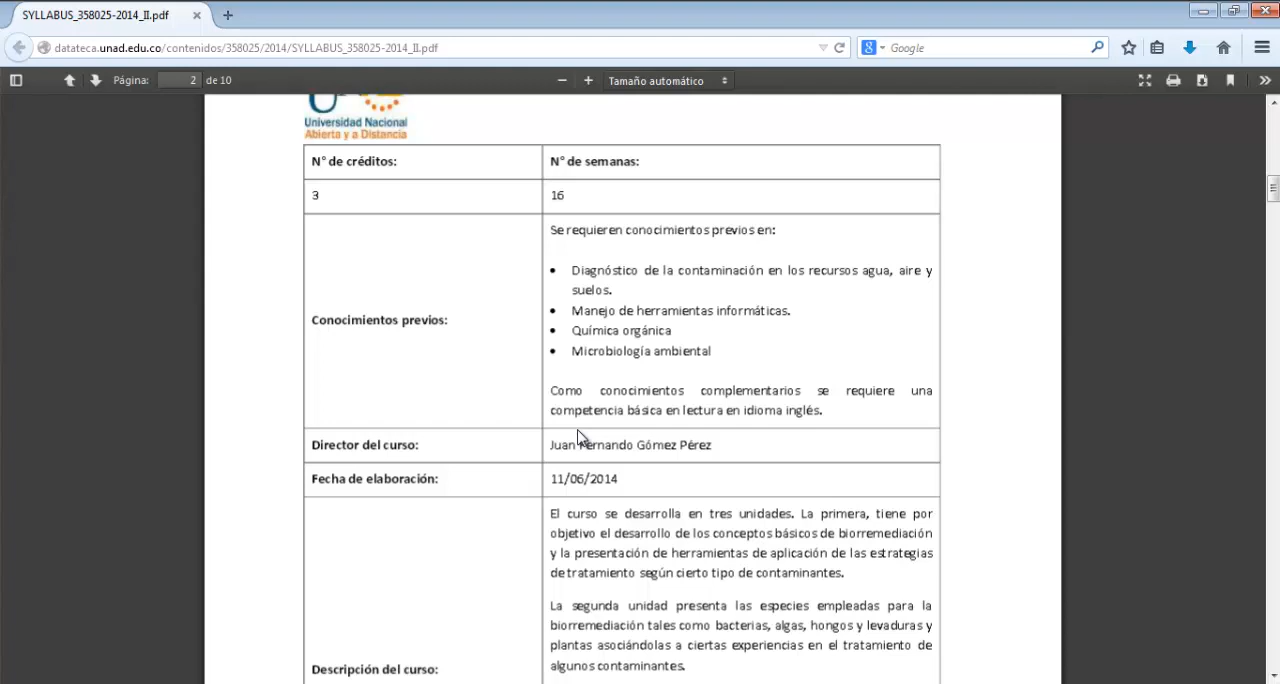 SYLLABUS_358025-2014_II.pdf
datateca.unad.edu.co/contenidos/358025/2014/SYLLABUS_358025-2014_II.pdf
Google
Página: 2 de 10
Tamaño automático
Universidad Nacional
Abierta y a Distancia
N° de créditos: N° de semanas:
3 16
Se requieren conocimientos previos en:
• Diagnóstico de la contaminación en los recursos agua, aire y
suelos.
• Manejo de herramientas informáticas.
Conocimientos previos:
• Química orgánica
• Microbiología ambiental
Como conocimientos complementarios se requiere una
competencia básica en lectura en idioma inglés.
Director del curso: Juan Fernando Gómez Pérez
Fecha de elaboración: 11/06/2014
El curso se desarrolla en tres unidades. La primera, tiene por
objetivo el desarrollo de los conceptos básicos de biorremediación
y la presentación de herramientas de aplicación de las estrategias
de tratamiento según cierto tipo de contaminantes.
La segunda unidad presenta las especies empleadas para la
biorremediación tales como bacterias, algas, hongos y levaduras y
plantas asociándolas a ciertas experiencias en el tratamiento de
algunos contaminantes.
Descripción del curso: